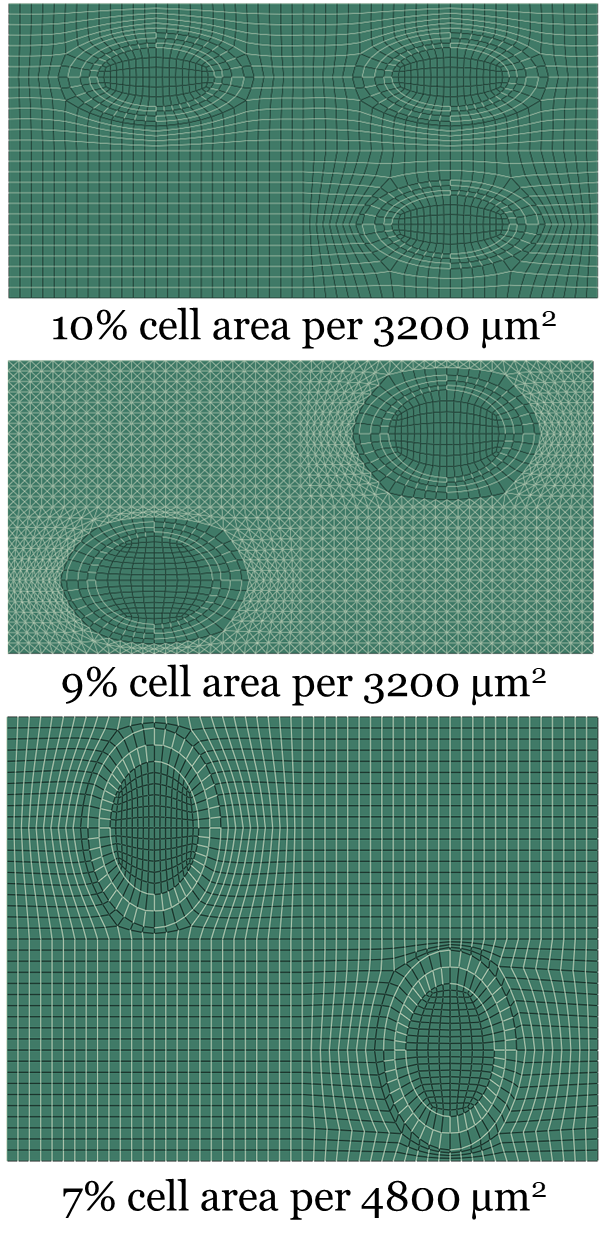 10% cell area per 3200 µm²
9% cell area per 3200 µm²
7% cell area per 4800 µm²